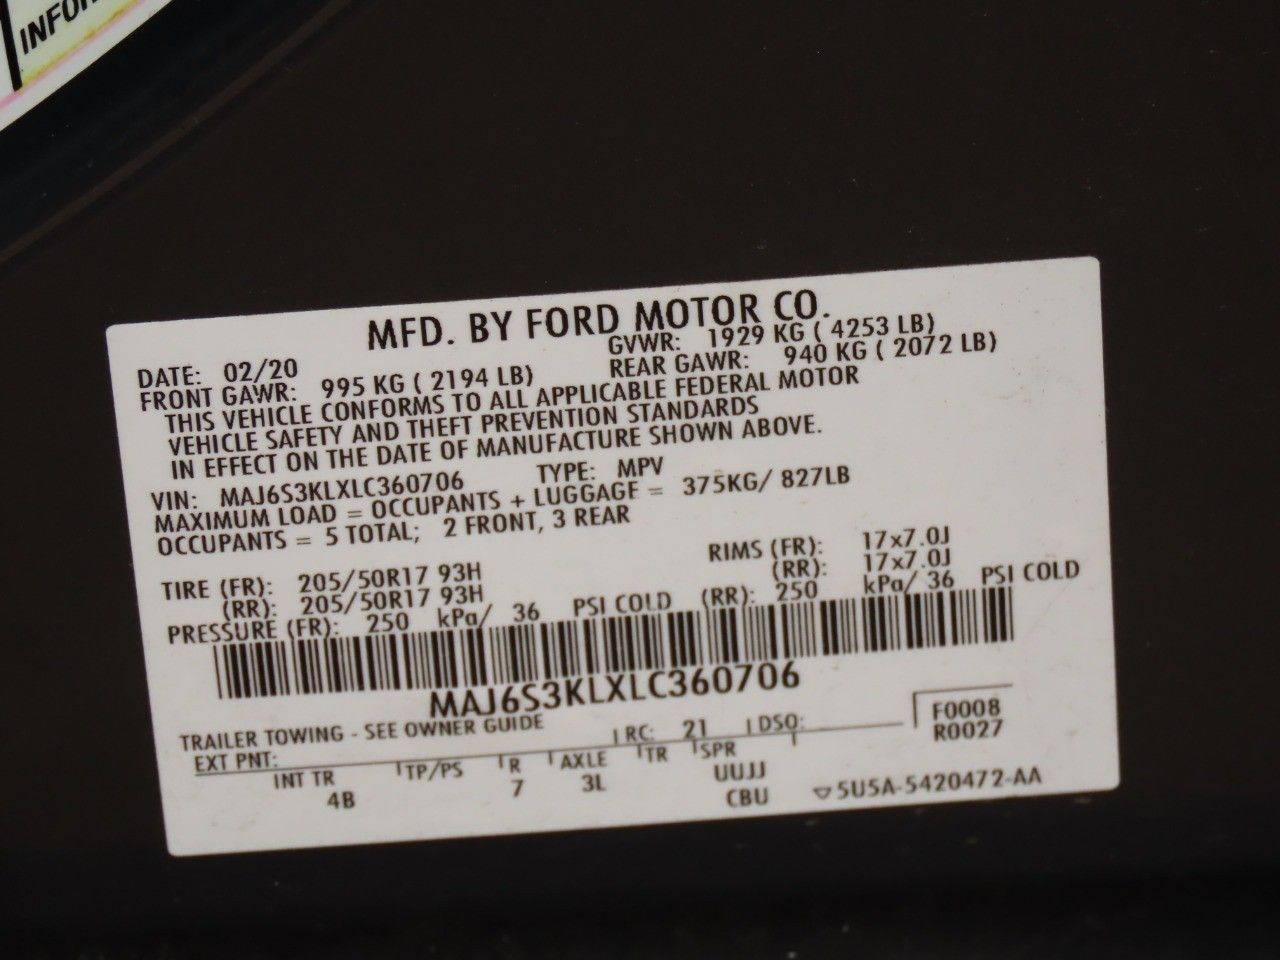 INFOR
MFD. BY FORD MOTOR CO.
DATE: 02/20 GVWR: 1929 KG ( 4253 LB)
FRONT GAWR: 995 KG ( 2194 LB) REAR GAWR: 940 KG ( 2072 LB)
THIS VEHICLE CONFORMS TO ALL APPLICABLE FEDERAL MOTOR
VEHICLE SAFETY AND THEFT PREVENTION STANDARDS
IN EFFECT ON THE DATE OF MANUFACTURE SHOWN ABOVE.
VIN: MAJ6S3KLXLC360706 TYPE: MPV
MAXIMUM LOAD = OCCUPANTS + LUGGAGE = 375KG/ 827LB
OCCUPANTS = 5 TOTAL; 2 FRONT, 3 REAR
TIRE (FR): 205/50R17 93H RIMS (FR): 17x7.0J
(RR): 205/50R17 93H (RR): 17x7.0J
PRESSURE (FR): 250 kPa/ 36 PSI COLD (RR): 250 kPa/ 36 PSI COLD
MAJ6S3KLXLC360706
TRAILER TOWING - SEE OWNER GUIDE
EXT PNT: RC: 21 DSO: F0008
R0027
INT TR TP/PS R AXLE TR SPR
4B 7 3L UUJJ
CBU ▽5U5A-5420472-AA